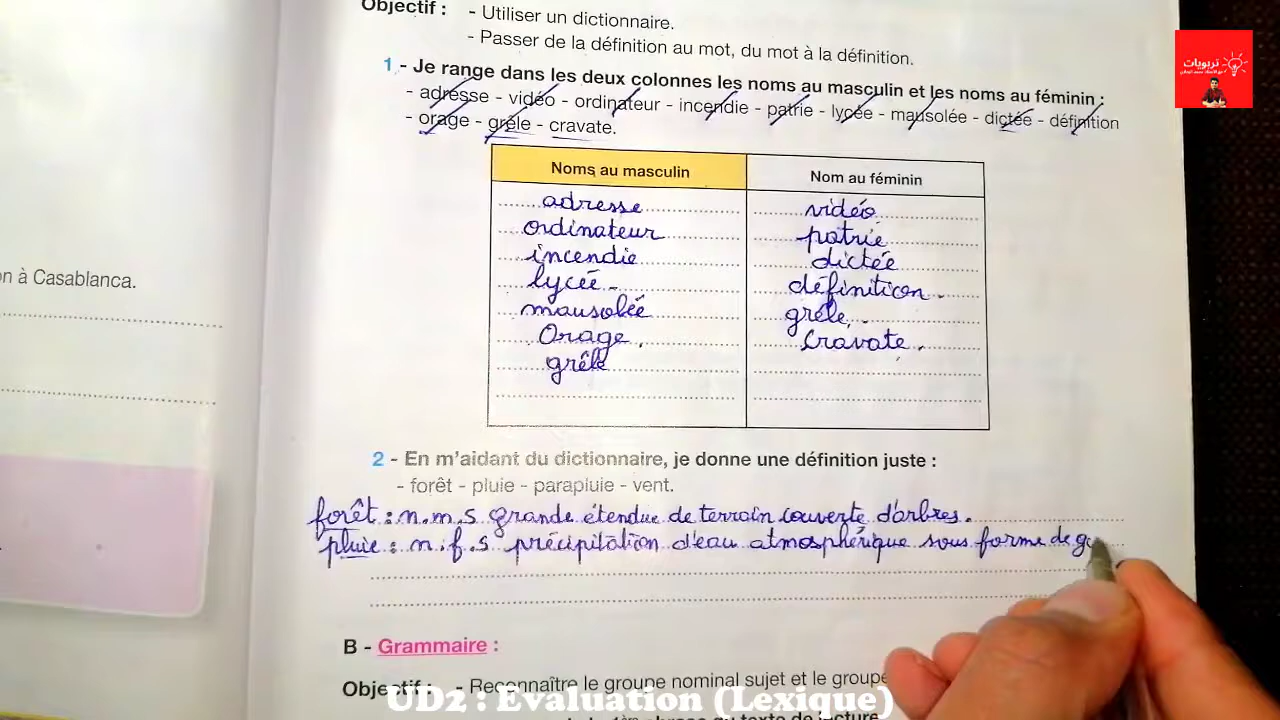 Objectif : - Utiliser un dictionnaire.
- Passer de la définition au mot, du mot à la définition.
1 - Je range dans les deux colonnes les noms au masculin et les noms au féminin :
- adresse - vidéo - ordinateur - incendie - patrie - lycée - mausolée - dictée - définition
- orage - grêle - cravate.
Noms au masculin
Nom au féminin
adresse
vidéo
ordinateur
patrie
incendie
dictée
lycée
définition
mausolée
grêle
Orage
Cravate
grêle
n à Casablanca.
2 - En m'aidant du dictionnaire, je donne une définition juste :
- forêt - pluie - parapluie - vent.
forêt : n.m.s grande étendue de terrain couverte d'arbres.
pluie : n.f.s précipitation d'eau atmosphérique sous forme de
B - Grammaire :
Objectif : - Reconnaître le groupe nominal sujet et le groupe
UD2 : Evaluation (Lexique)
تربويات